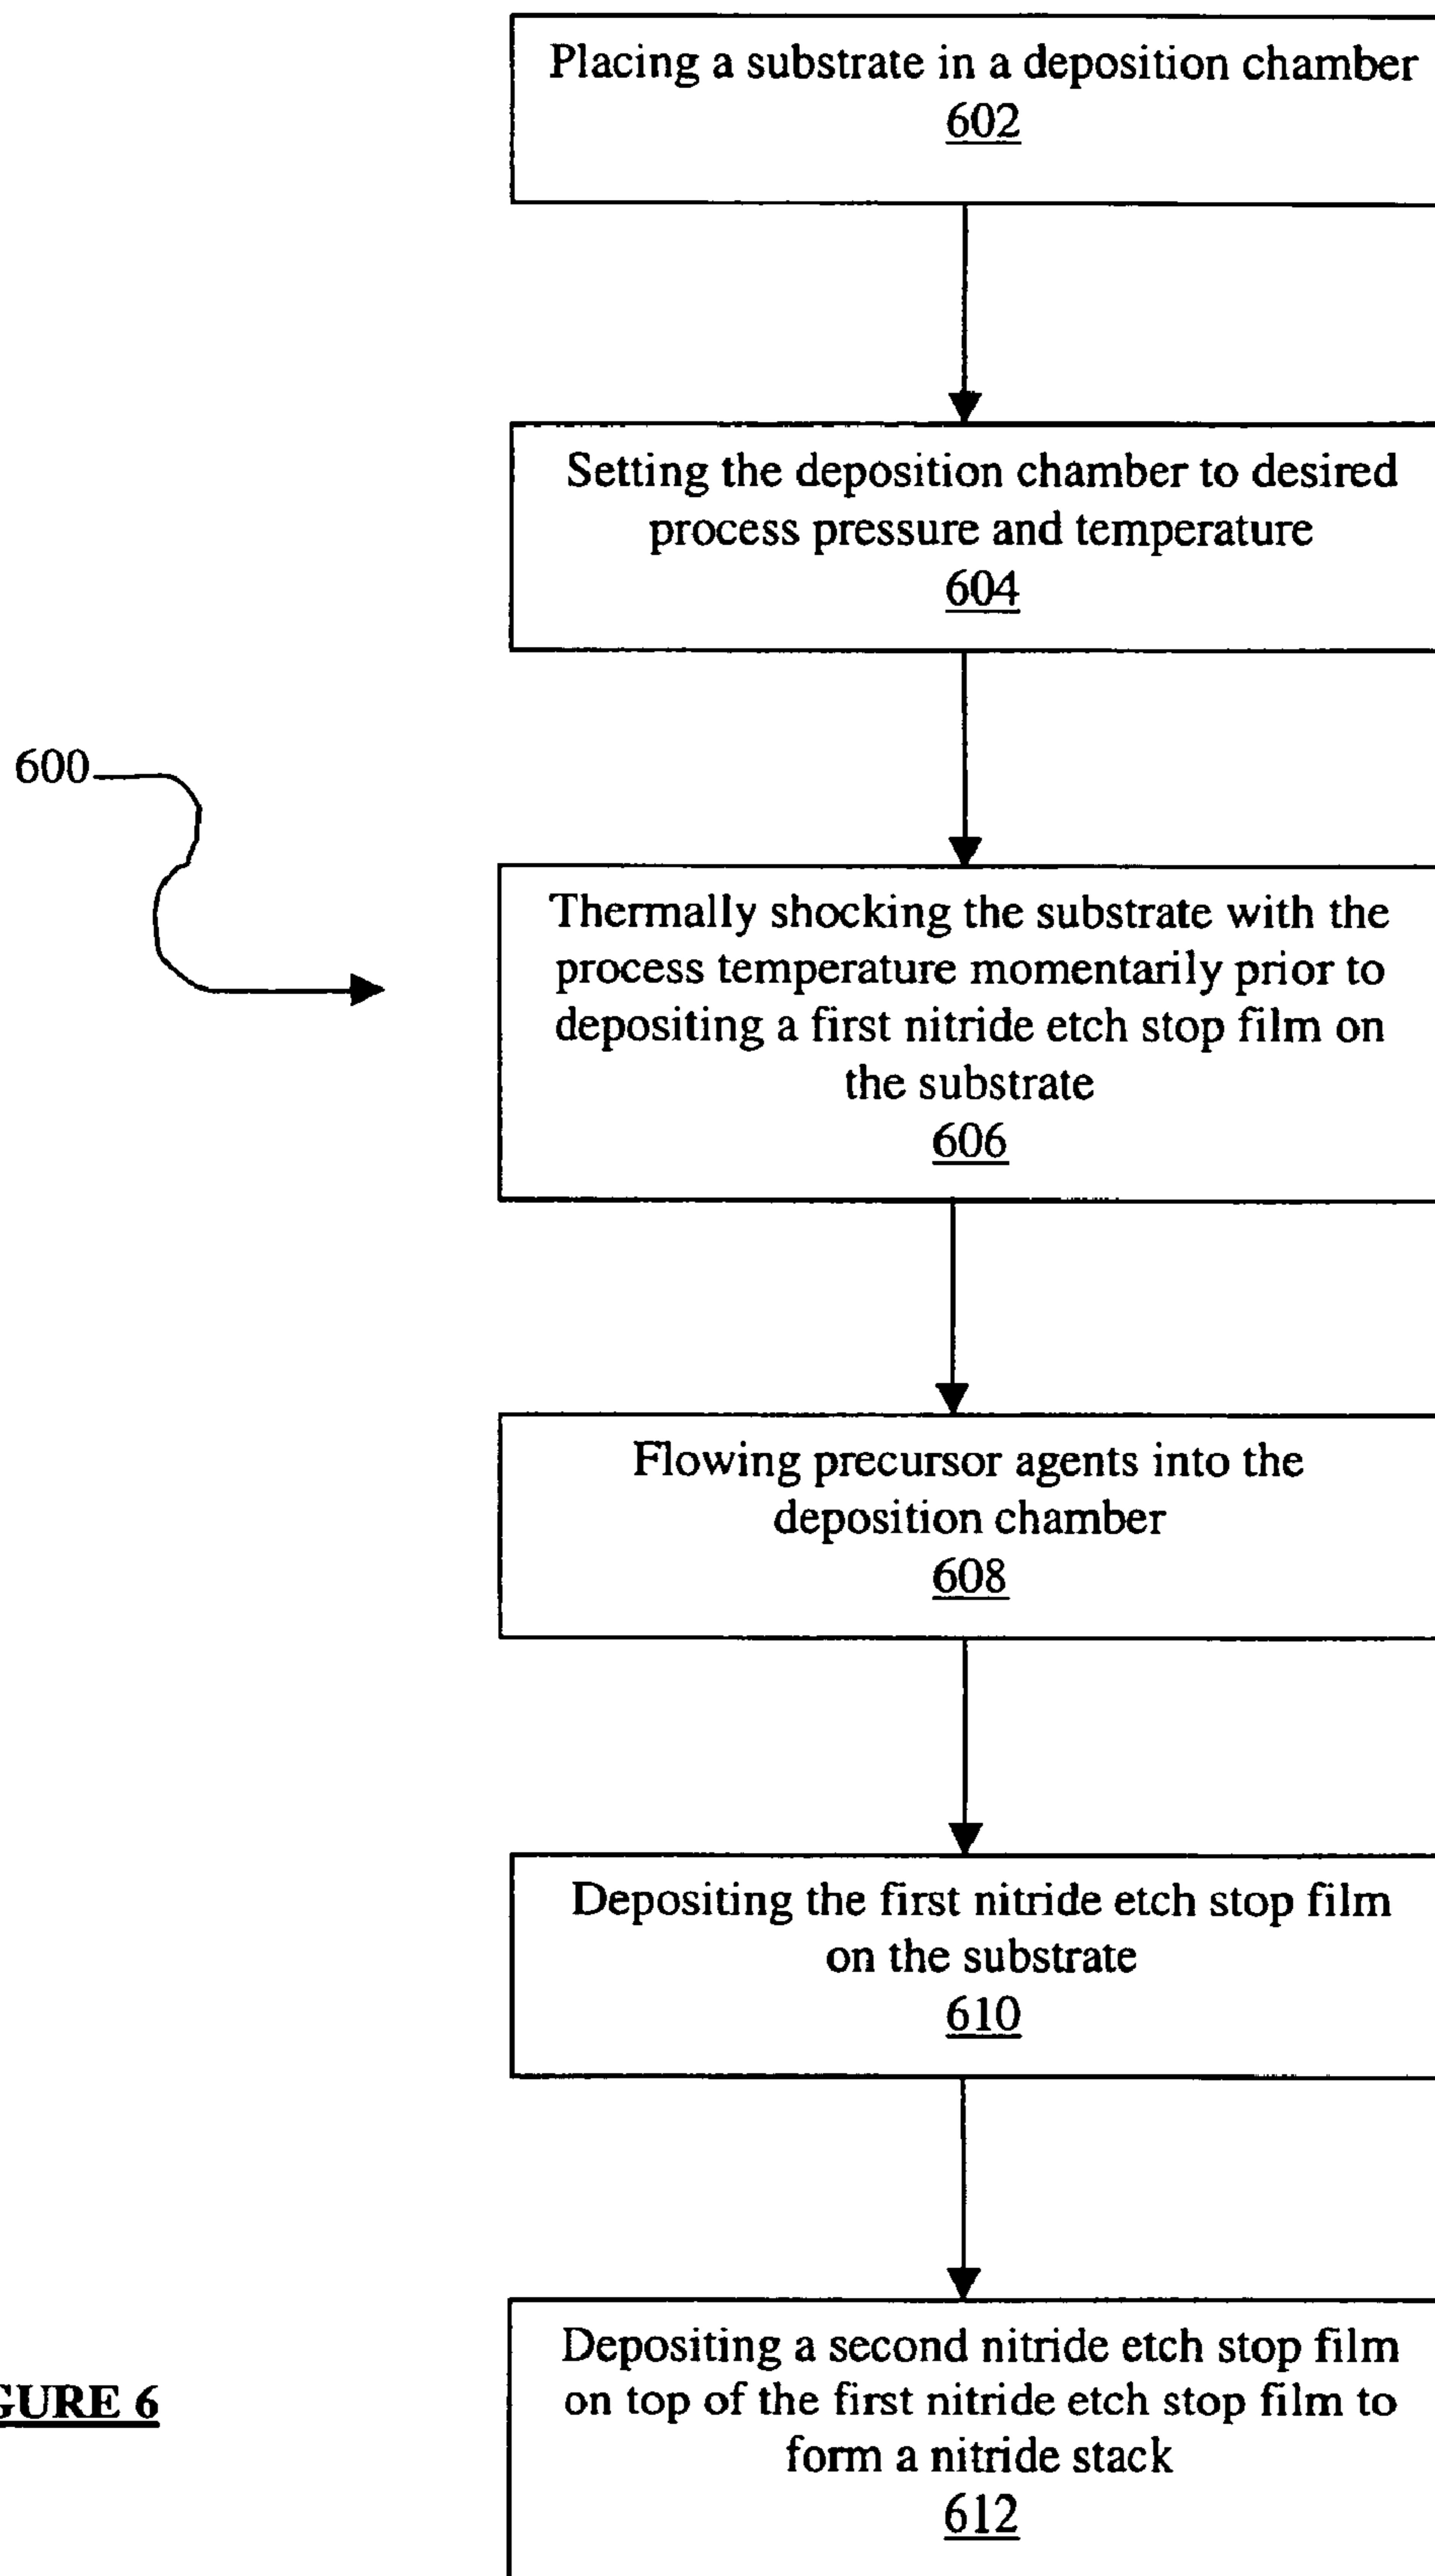 Placing a substrate in a deposition chamber
602
Setting the deposition chamber to desired
process pressure and temperature
604
600
Thermally shocking the substrate with the
process temperature momentarily prior to
depositing a first nitride etch stop film on
the substrate
606
Flowing precursor agents into the
deposition chamber
608
Depositing the first nitride etch stop film
on the substrate
610
Depositing a second nitride etch stop film
on top of the first nitride etch stop film to
form a nitride stack
612
GURE 6